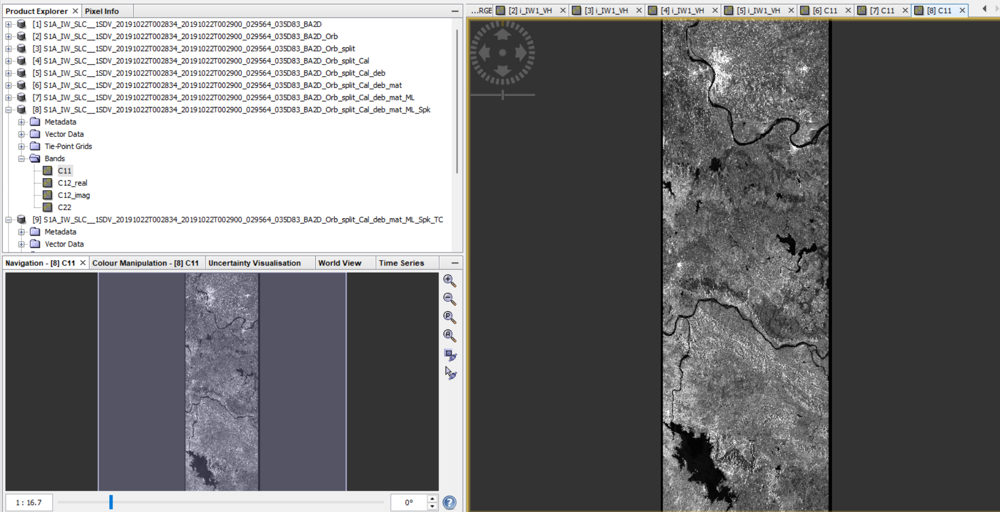 Product Explorer Pixel Info
[1] S1A_IW_SLC__1SDV_20191022T002834_20191022T002900_029564_035D83_BA2D
[2] S1A_IW_SLC__1SDV_20191022T002834_20191022T002900_029564_035D83_BA2D_Orb
[3] S1A_IW_SLC__1SDV_20191022T002834_20191022T002900_029564_035D83_BA2D_Orb_split
[4] S1A_IW_SLC__1SDV_20191022T002834_20191022T002900_029564_035D83_BA2D_Orb_split_Cal
[5] S1A_IW_SLC__1SDV_20191022T002834_20191022T002900_029564_035D83_BA2D_Orb_split_Cal_deb
[6] S1A_IW_SLC__1SDV_20191022T002834_20191022T002900_029564_035D83_BA2D_Orb_split_Cal_deb_mat
[7] S1A_IW_SLC__1SDV_20191022T002834_20191022T002900_029564_035D83_BA2D_Orb_split_Cal_deb_mat_ML
[8] S1A_IW_SLC__1SDV_20191022T002834_20191022T002900_029564_035D83_BA2D_Orb_split_Cal_deb_mat_ML_Spk
Metadata
Vector Data
Tie-Point Grids
Bands
C11
C12_real
C12_imag
C22
[9] S1A_IW_SLC__1SDV_20191022T002834_20191022T002900_029564_035D83_BA2D_Orb_split_Cal_deb_mat_ML_Spk_TC
Metadata
Vector Data
Navigation - [8] C11 Colour Manipulation - [8] C11 Uncertainty Visualisation World View Time Series
1 : 16.7 0°
...RGB [2] i_IW1_VH [3] i_IW1_VH [4] i_IW1_VH [5] i_IW1_VH [6] C11 [7] C11 [8] C11